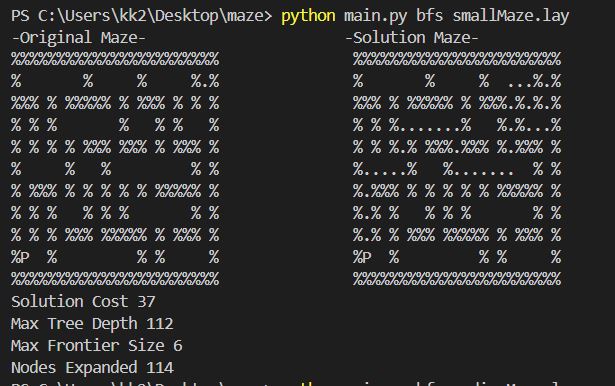 PS C:\Users\kk2\Desktop\maze> python main.py bfs smallMaze.lay
-Original Maze-                      -Solution Maze-
%%%%%%%%%%%%%%%%%%%%%%%               %%%%%%%%%%%%%%%%%%%%%%%
%       %     %     %.%               %       %     %  ...%.%
%%% % %%%%% % %%% % % %               %%% % %%%%% % %%%.%.%.%
% % %       %   % %   %               % % %.......%   %.%...%
% % % % %%% %%% % %%% %               % % %.% %%%.%%% %.%%% %
%     %   %         % %               %.....%   %.......  % %
% %%% % % % % % %%%%% %               %.%%% % % % % % %%%%% %
% % %   % % %       % %               %.% %   % % %       % %
% % % %%% %%%%% % %%% %               %.% % %%% %%%%% % %%% %
%P  %         % %     %               %P  %         % %     %
%%%%%%%%%%%%%%%%%%%%%%%               %%%%%%%%%%%%%%%%%%%%%%%
Solution Cost 37
Max Tree Depth 112
Max Frontier Size 6
Nodes Expanded 114